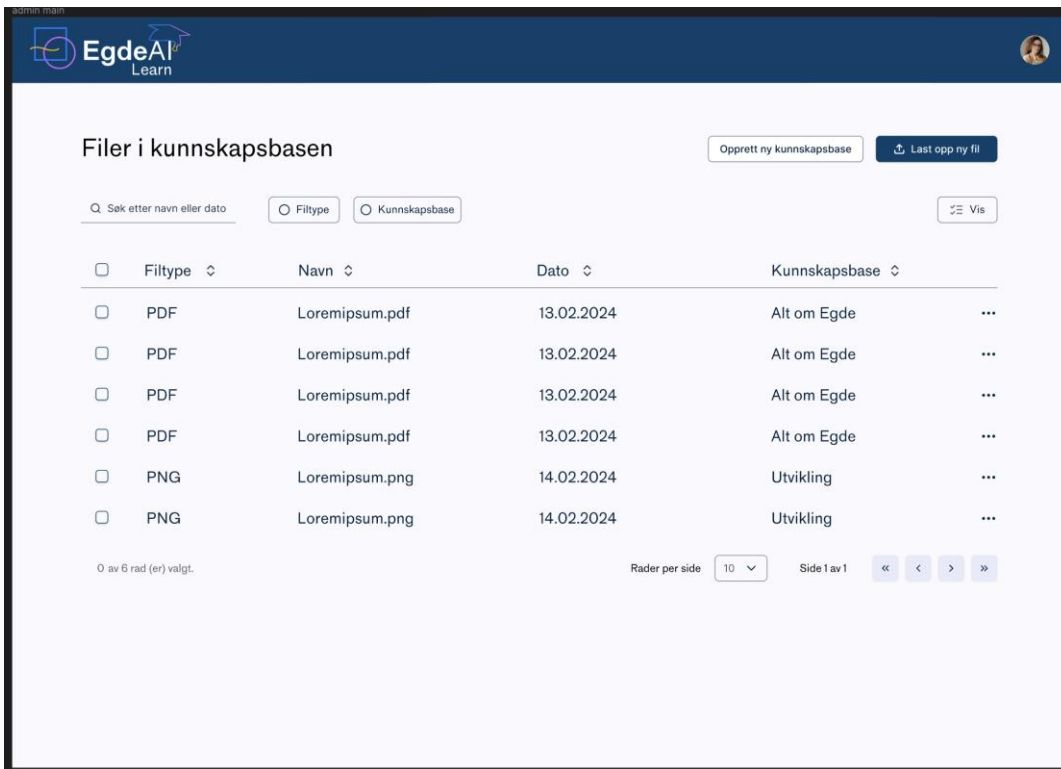 admin main
EgdeAI
Learn
Filer i kunnskapsbasen
Opprett ny kunnskapsbase
Last opp ny fil
Søk etter navn eller dato
Filtype
Kunnskapsbase
Vis
Filtype Navn Dato Kunnskapsbase
PDF Loremipsum.pdf 13.02.2024 Alt om Egde
PDF Loremipsum.pdf 13.02.2024 Alt om Egde
PDF Loremipsum.pdf 13.02.2024 Alt om Egde
PDF Loremipsum.pdf 13.02.2024 Alt om Egde
PNG Loremipsum.png 14.02.2024 Utvikling
PNG Loremipsum.png 14.02.2024 Utvikling
0 av 6 rad (er) valgt. Rader per side 10 Side 1 av 1